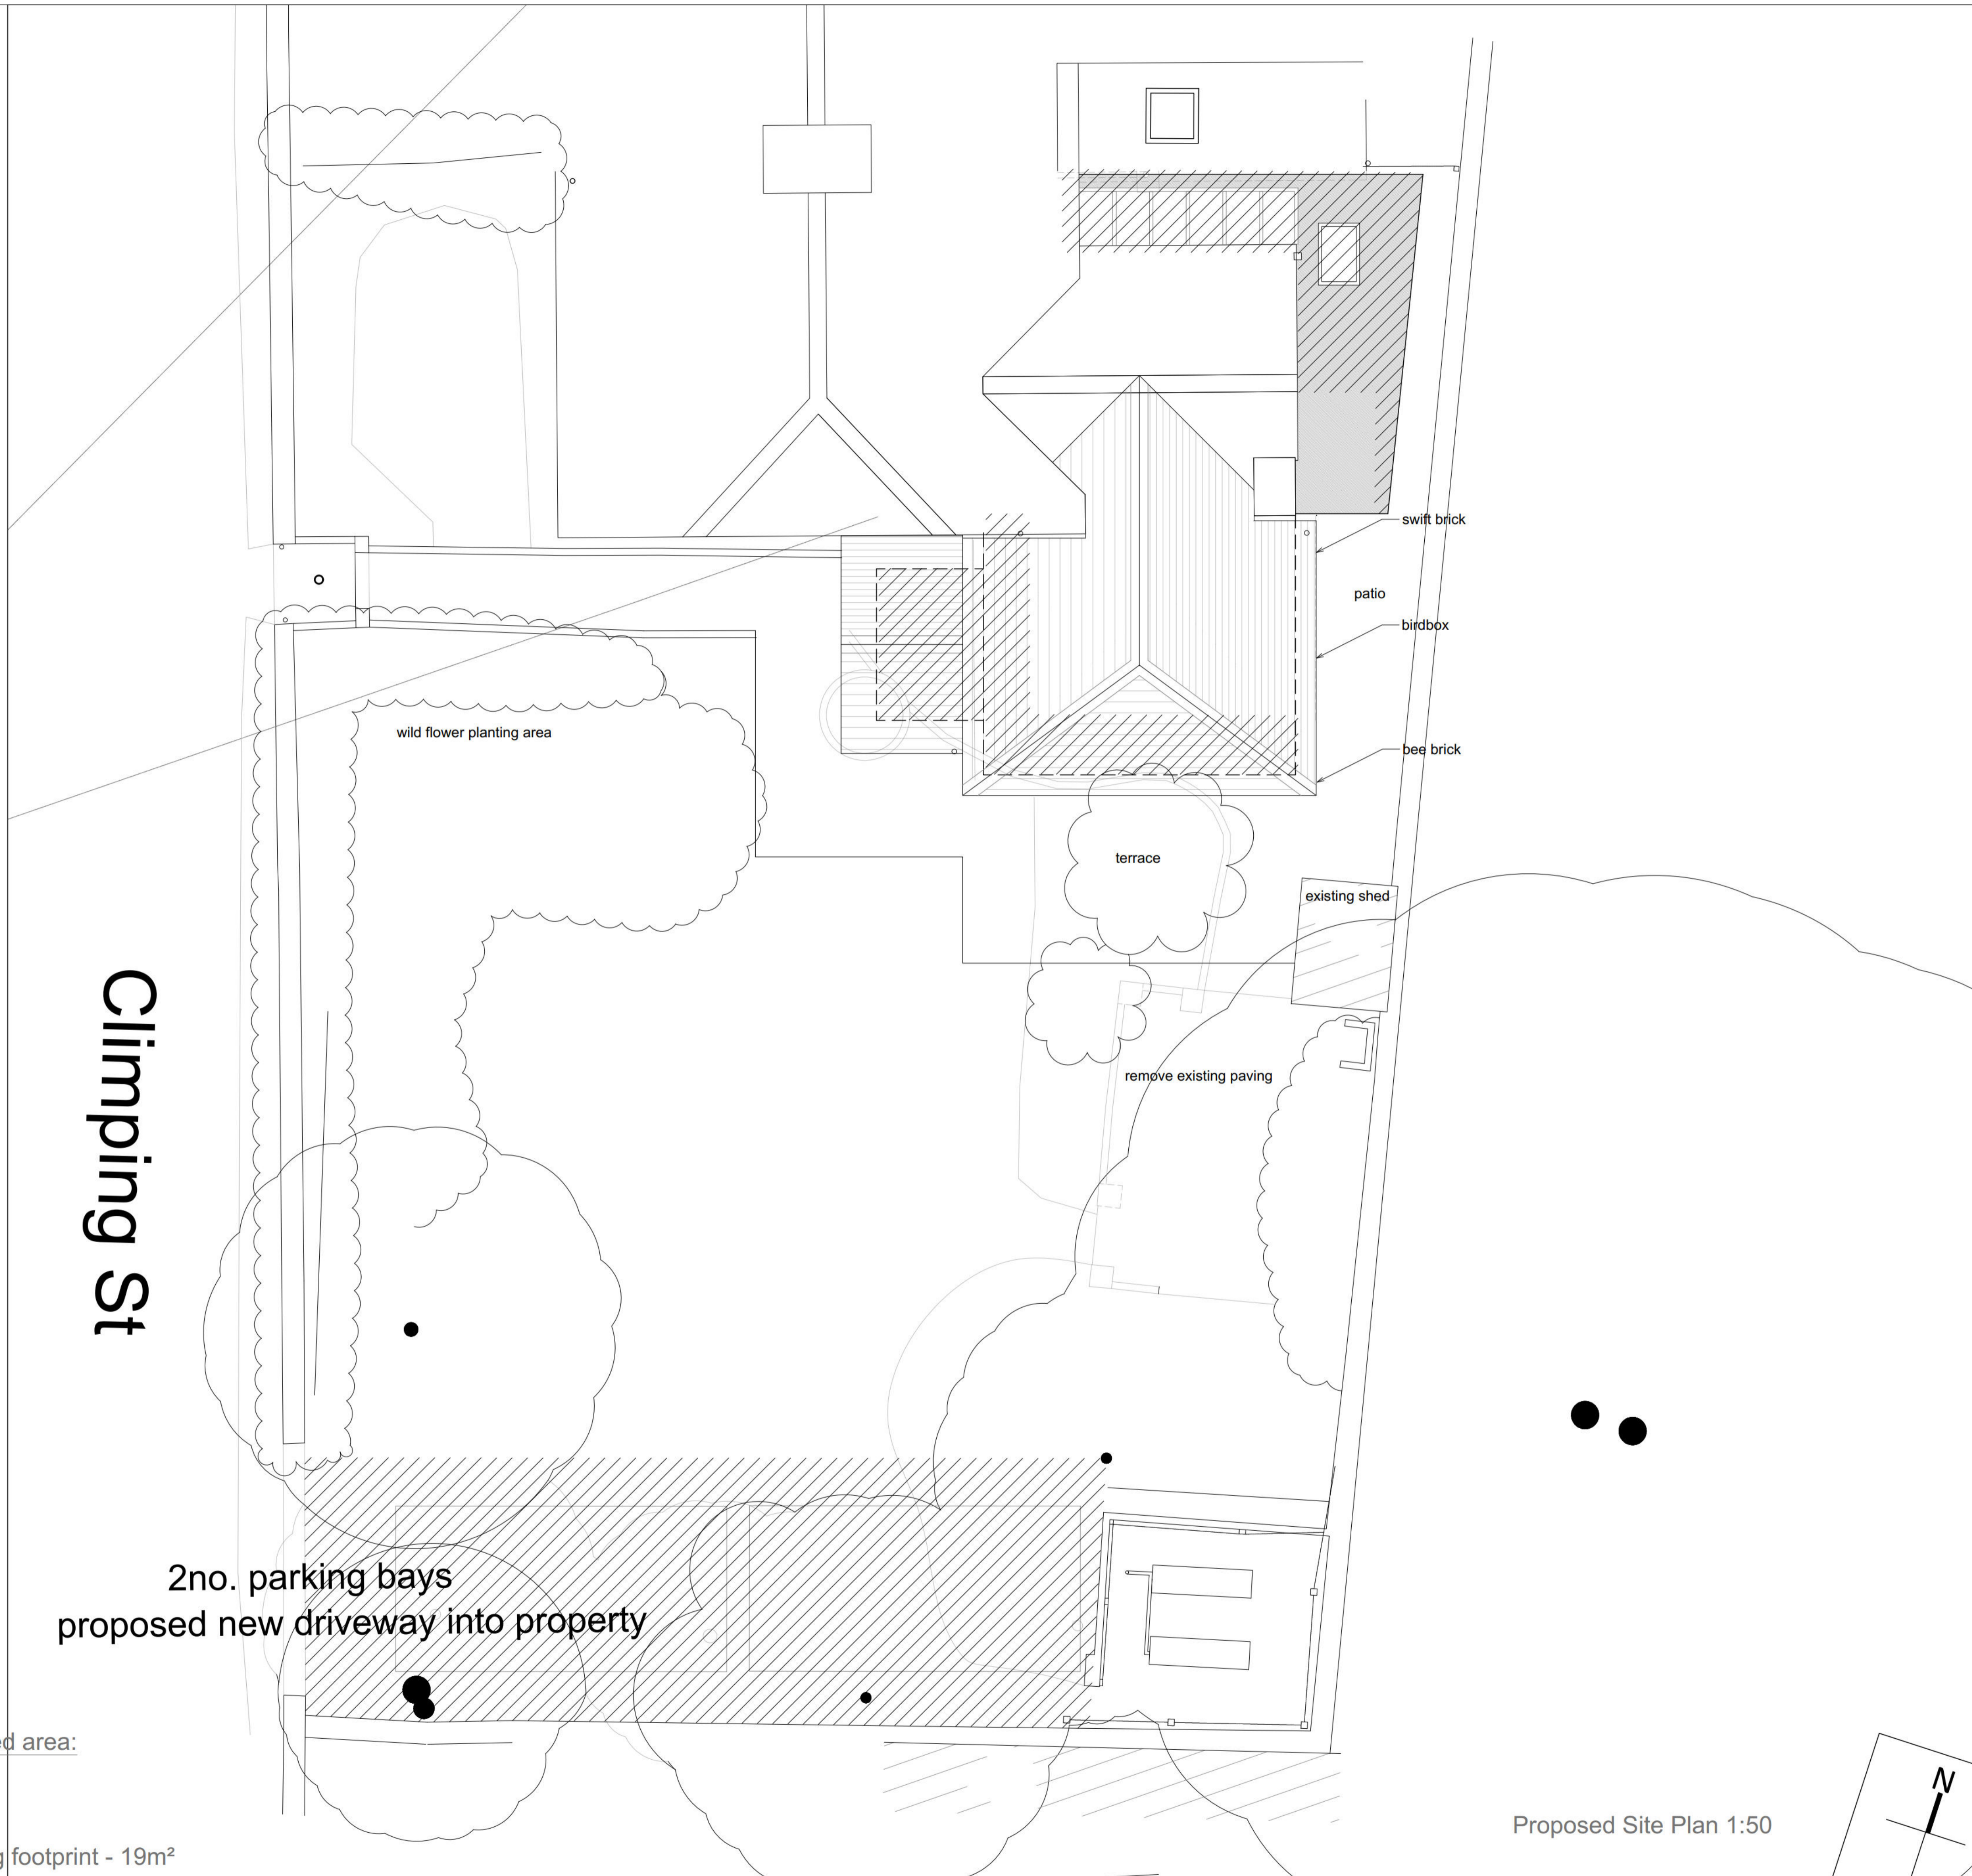 swift brick
patio
birdbox
wild flower planting area
bee brick
terrace
existing shed
Climping St
remove existing paving
2no. parking bays
proposed new driveway into property
area:
footprint - 19m²
Proposed Site Plan 1:50
N